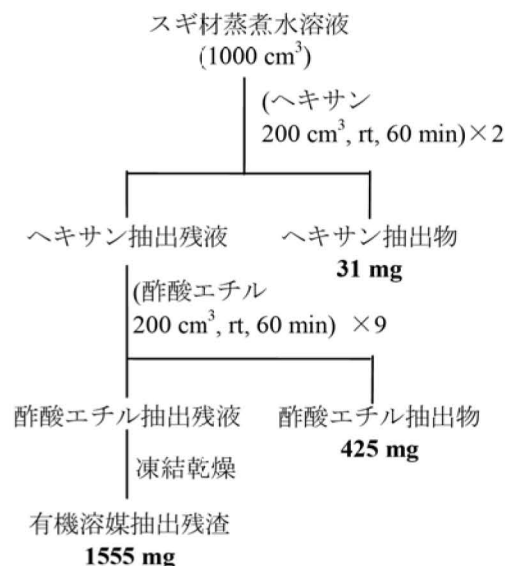 スギ材蒸煮水溶液
(1000 cm³)
(ヘキサン
200 cm³, rt, 60 min)×2
ヘキサン抽出残液
ヘキサン抽出物
31 mg
(酢酸エチル
200 cm³, rt, 60 min) ×9
酢酸エチル抽出残液
酢酸エチル抽出物
425 mg
凍結乾燥
有機溶媒抽出残渣
1555 mg